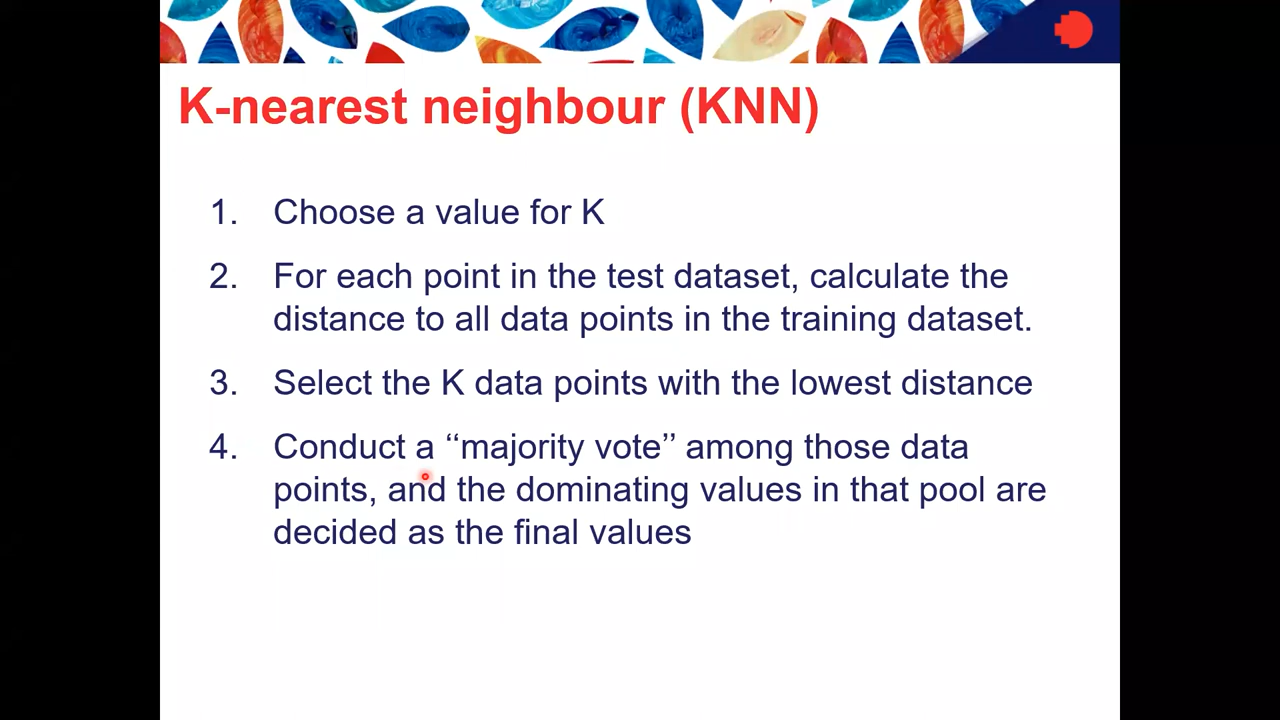 K-nearest neighbour (KNN)
1. Choose a value for K
2. For each point in the test dataset, calculate the
distance to all data points in the training dataset.
3. Select the K data points with the lowest distance
4. Conduct a ‘‘majority vote’’ among those data
points, and the dominating values in that pool are
decided as the final values